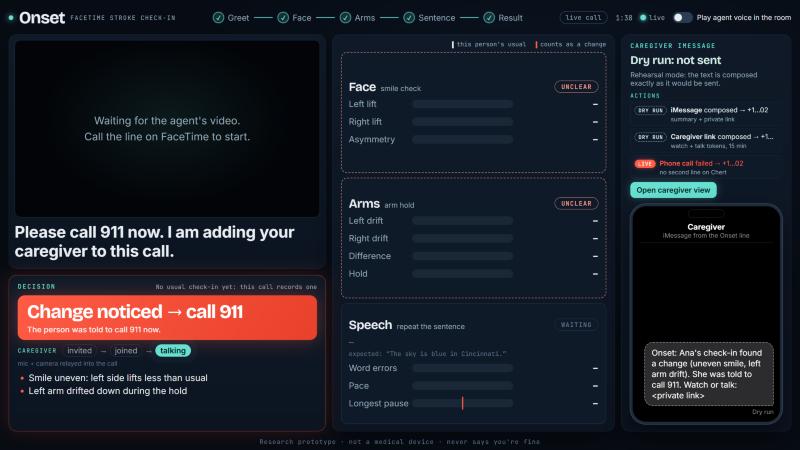 Onset FACETIME STROKE CHECK-IN
Greet Face Arms Sentence Result
live call 1:38 live Play agent voice in the room
Waiting for the agent's video.
Call the line on FaceTime to start.
Please call 911 now. I am adding your
caregiver to this call.
DECISION No usual check-in yet: this call records one
Change noticed → call 911
The person was told to call 911 now.
CAREGIVER invited → joined → talking
mic + camera relayed into the call
• Smile uneven: left side lifts less than usual
• Left arm drifted down during the hold
this person's usual counts as a change
Face smile check UNCLEAR
Left lift –
Right lift –
Asymmetry –
Arms arm hold UNCLEAR
Left drift –
Right drift –
Difference –
Hold –
Speech repeat the sentence WAITING
–
expected: "The sky is blue in Cincinnati."
Word errors –
Pace –
Longest pause –
CAREGIVER IMESSAGE
Dry run: not sent
Rehearsal mode: the text is composed
exactly as it would be sent.
ACTIONS
DRY RUN iMessage composed → +1…02
summary + private link
DRY RUN Caregiver link composed → +1…
watch + talk tokens, 15 min
LIVE Phone call failed → +1…02
no second line on Chert
Open caregiver view
Caregiver
iMessage from the Onset line
Onset: Ana's check-in found
a change (uneven smile, left
arm drift). She was told to
call 911. Watch or talk:
<private link>
Dry run
Research prototype · not a medical device · never says you're fine